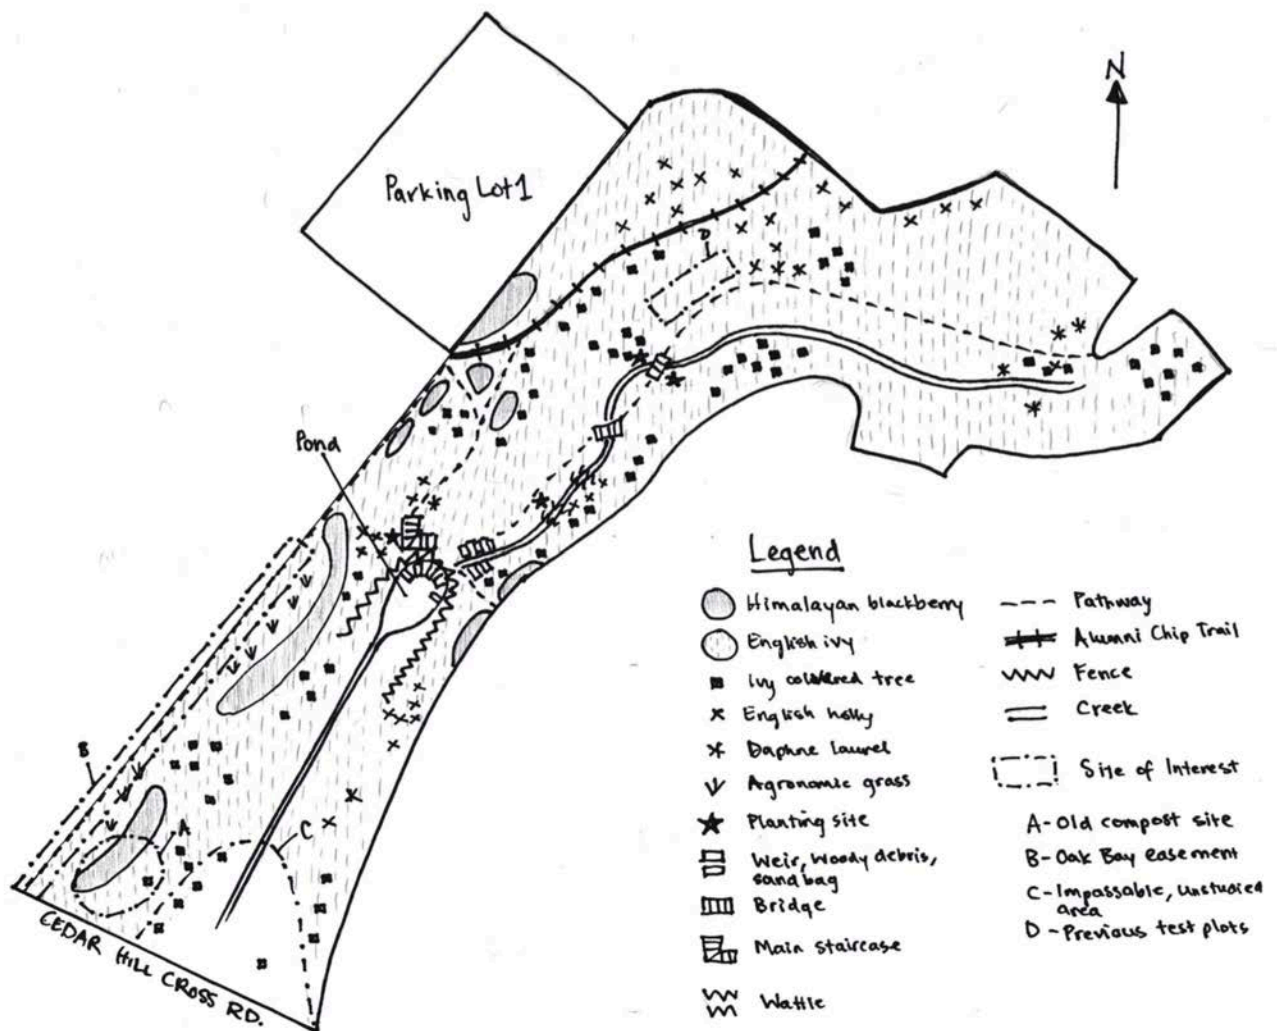 N
Parking Lot 1
D
Pond
B
A
C
CEDAR HILL CROSS RD.
Legend
Himalayan blackberry
English ivy
Ivy covered tree
English holly
Daphne laurel
Agronomic grass
Planting site
Weir, Woody debris,
sand bag
Bridge
Main staircase
Wattle
Pathway
Alumni Chip Trail
Fence
Creek
Site of Interest
A-Old compost site
B-Oak Bay easement
C-Impassable, unstudied
area
D-Previous test plots